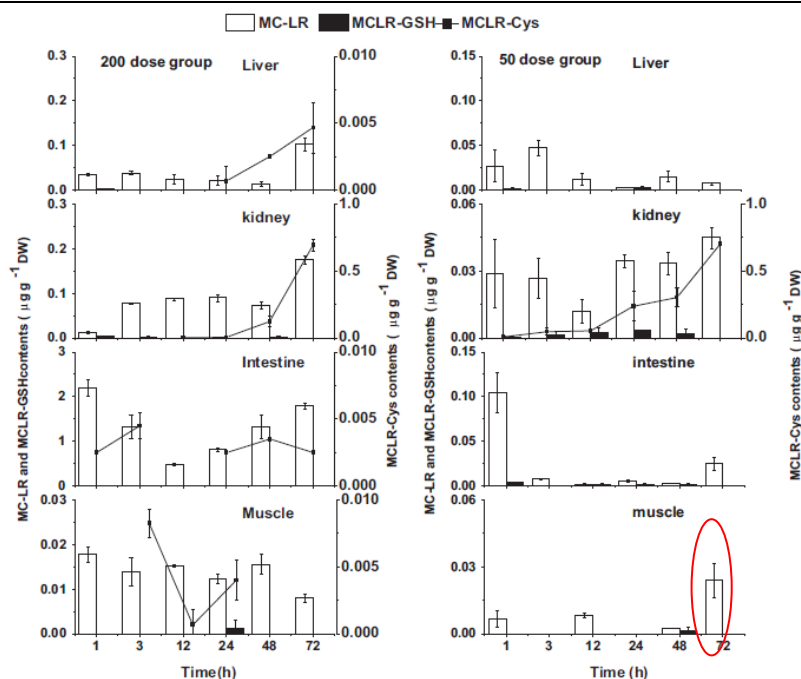 MC-LR MCLR-GSH MCLR-Cys
200 dose group Liver
50 dose group Liver
0.3 0.2 0.1 0.0
0.010 0.005 0.000
0.15 0.10 0.05 0.00
kidney
kidney
0.3 0.2 0.1 0.0
1.0 0.5 0.0
0.06 0.03 0.00
1.0 0.5 0.0
Intestine
intestine
3 2 1 0
0.010 0.005 0.000
0.15 0.10 0.05 0.00
Muscle
muscle
0.03 0.02 0.01 0.00
0.010 0.005 0.000
0.06 0.03 0.00
1 3 12 24 48 72
1 3 12 24 48 72
Time(h)
Time (h)
MC-LR and MCLR-GSHcontents ( μg g -1 DW)
MCLR-Cys contents ( μg g -1 DW)
MC-LR and MCLR-GSH contents ( μg g -1 DW)
MCLR-Cys contents ( μg g -1 DW)